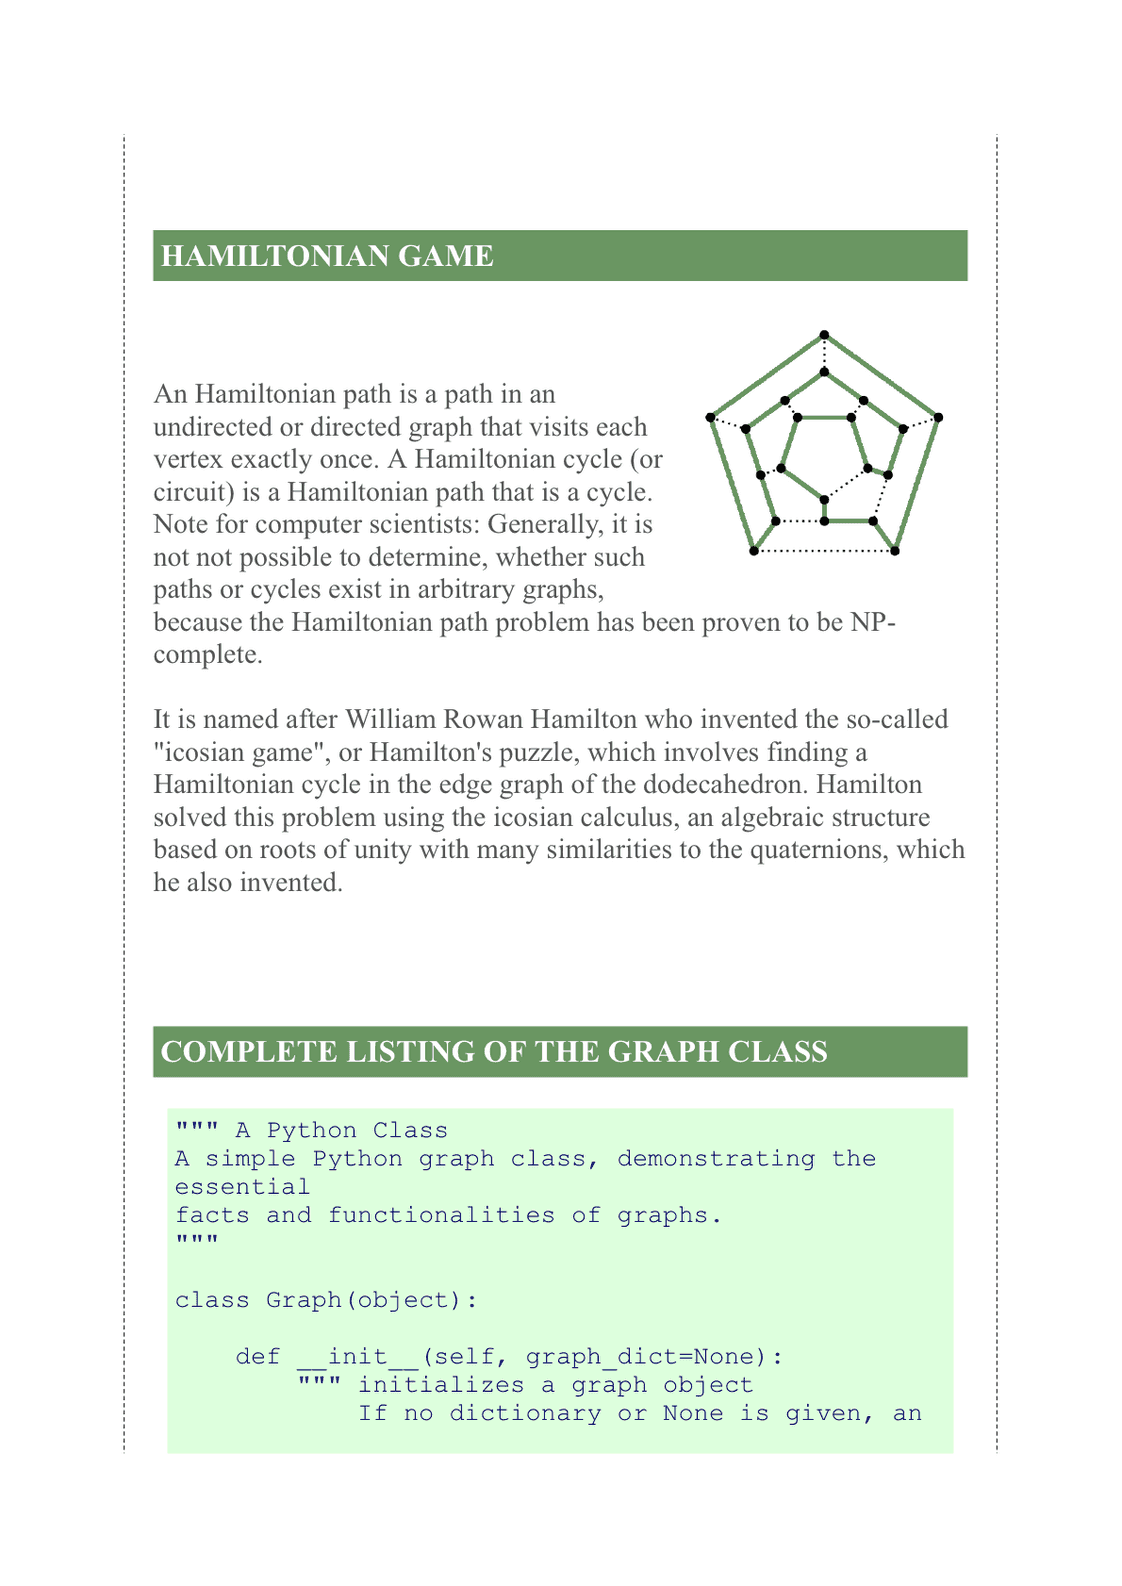 HAMILTONIAN GAME
An Hamiltonian path is a path in an
undirected or directed graph that visits each
vertex exactly once. A Hamiltonian cycle (or
circuit) is a Hamiltonian path that is a cycle.
Note for computer scientists: Generally, it is
not not possible to determine, whether such
paths or cycles exist in arbitrary graphs,
because the Hamiltonian path problem has been proven to be NP-
complete.
It is named after William Rowan Hamilton who invented the so-called
"icosian game", or Hamilton's puzzle, which involves finding a
Hamiltonian cycle in the edge graph of the dodecahedron. Hamilton
solved this problem using the icosian calculus, an algebraic structure
based on roots of unity with many similarities to the quaternions, which
he also invented.
COMPLETE LISTING OF THE GRAPH CLASS
""" A Python Class
A simple Python graph class, demonstrating the
essential
facts and functionalities of graphs.
"""
class Graph(object):
    def __init__(self, graph_dict=None):
        """ initializes a graph object
            If no dictionary or None is given, an